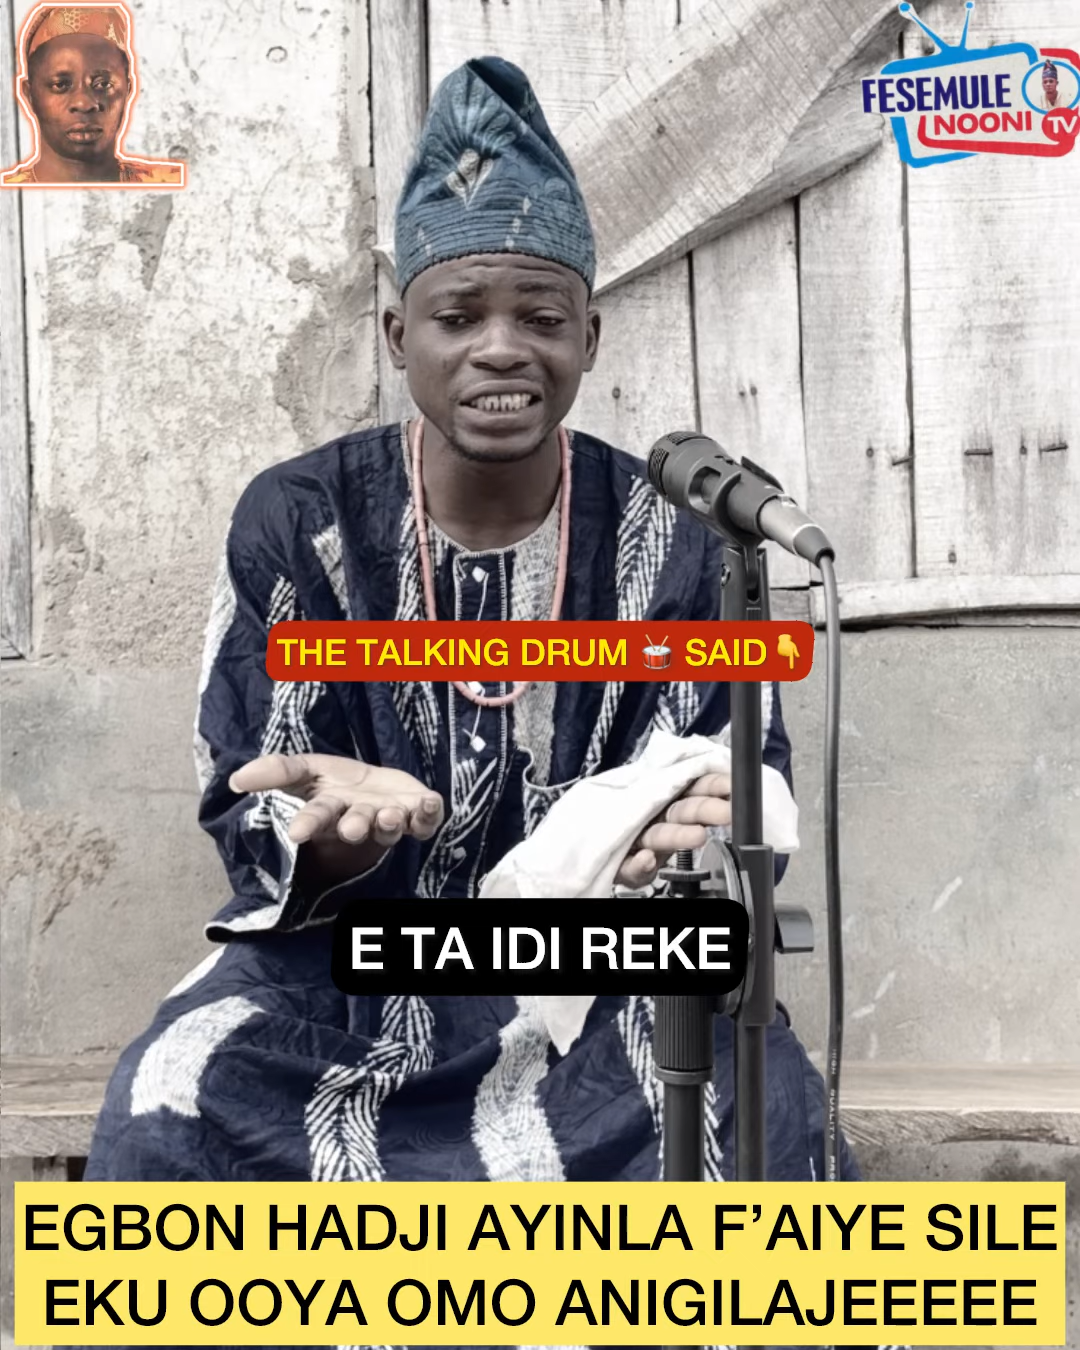 FESEMULE
NOONI TV
THE TALKING DRUM 🥁 SAID👇
E TA IDI REKE
EGBON HADJI AYINLA F’AIYE SILE
EKU OOYA OMO ANIGILAJEEEEE